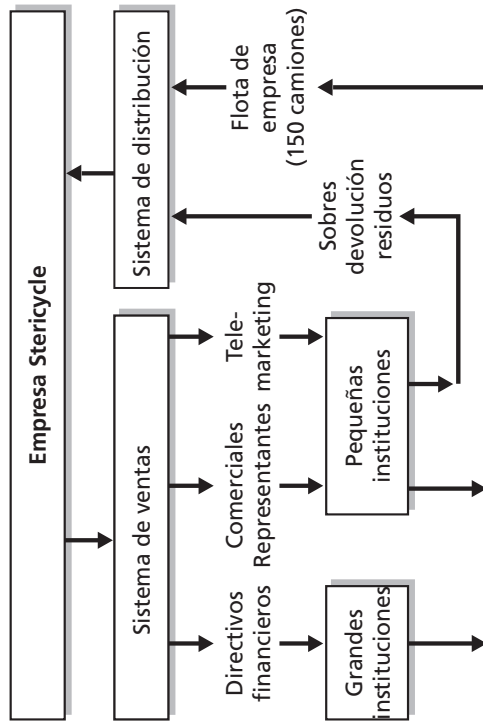 Empresa Stericycle
Sistema de ventas
Sistema de distribución
Directivos
financieros
Comerciales
Representantes
Tele-
marketing
Flota de
empresa
(150 camiones)
Sobres
devolución
residuos
Grandes
instituciones
Pequeñas
instituciones